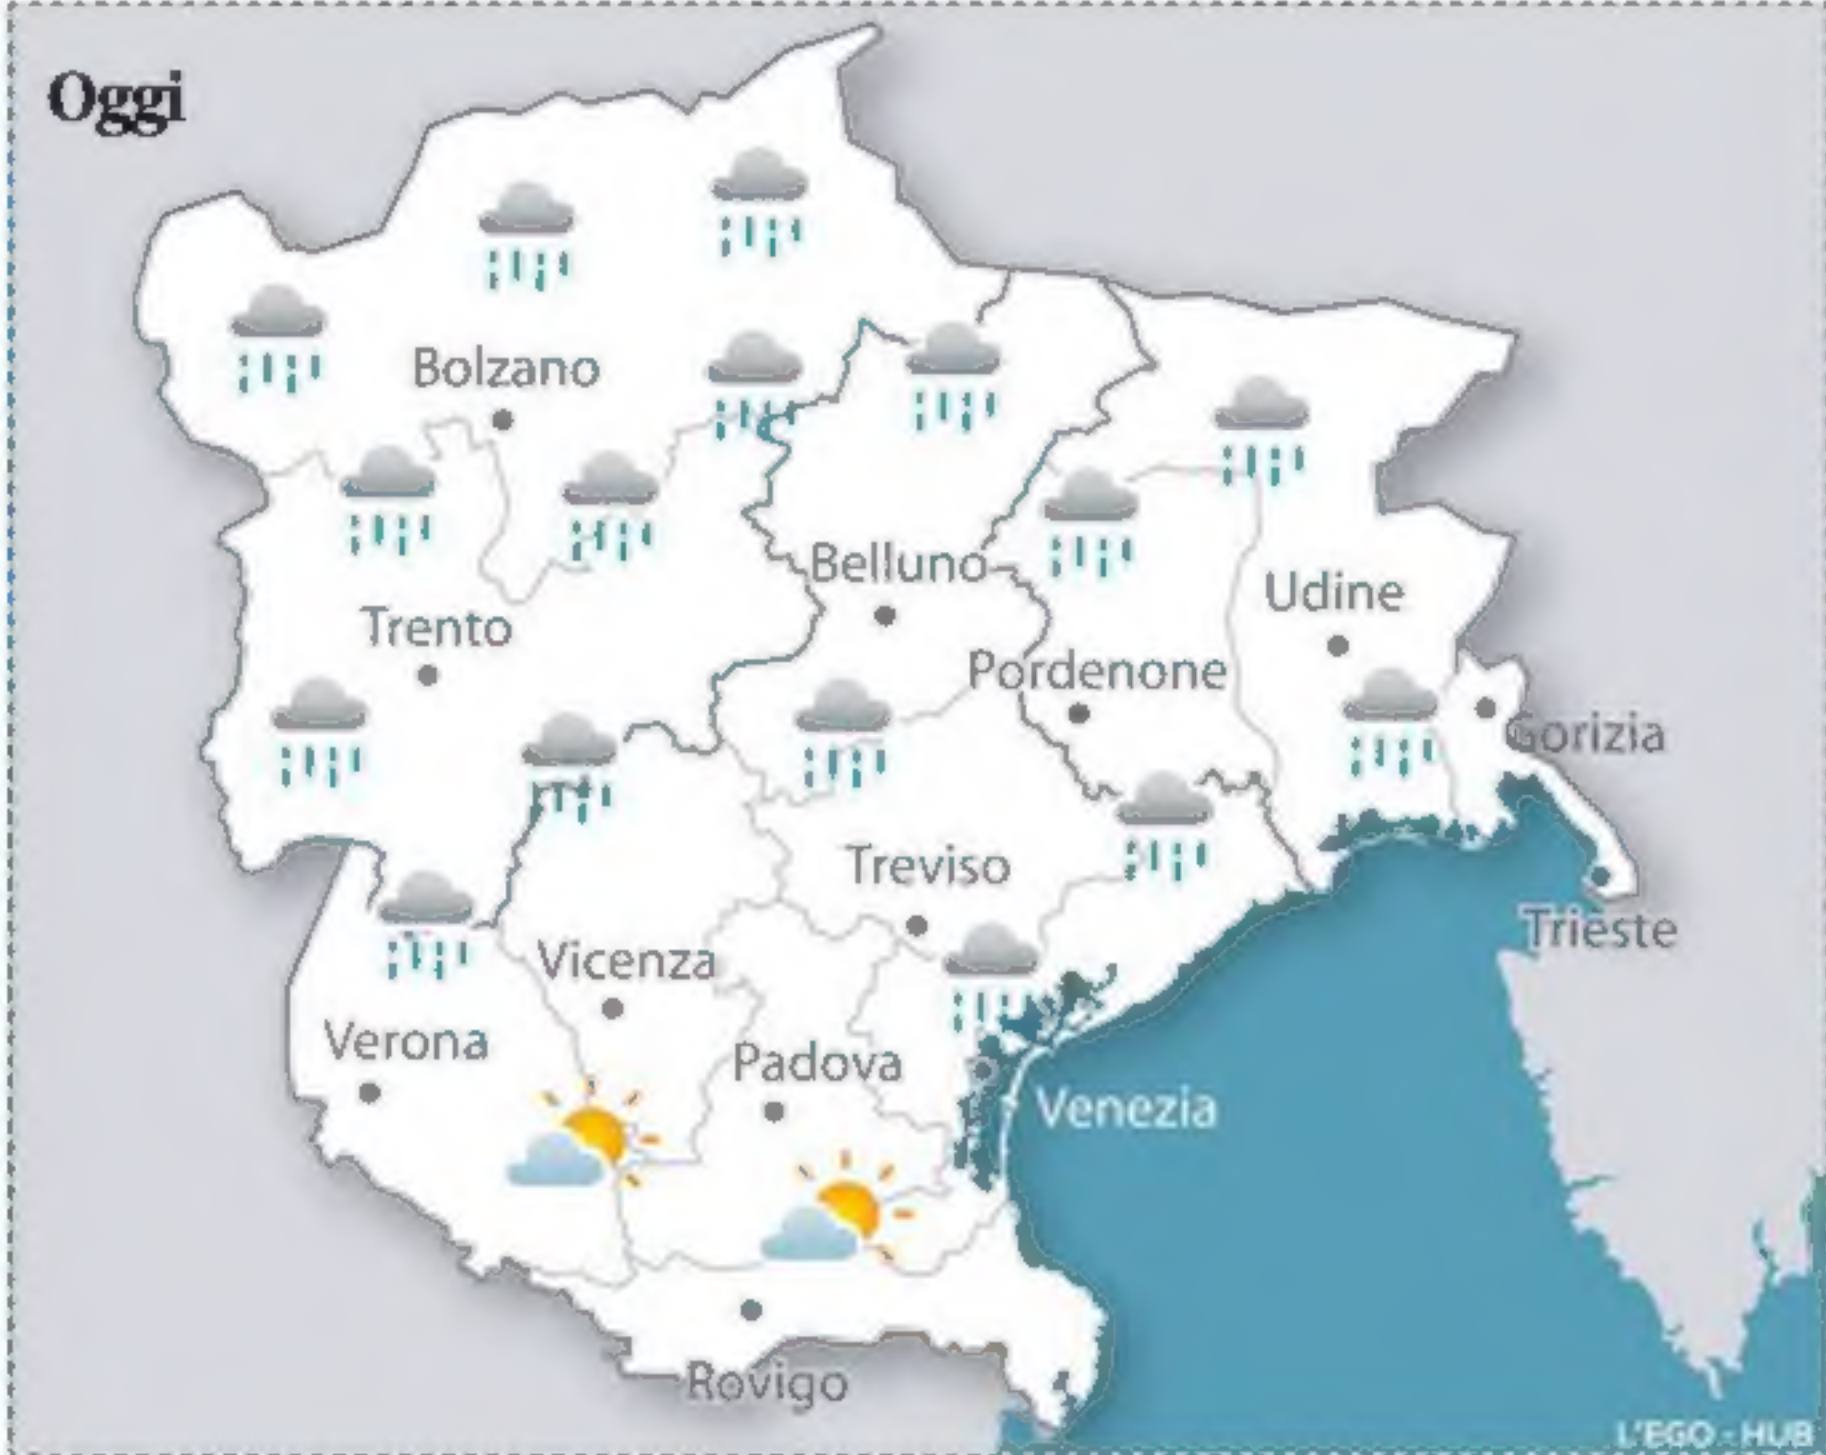 Oggi
Bolzano
Belluno
Udine
Trento
Pordenone
Gorizia
Treviso
Trieste
Vicenza
Verona
Padova
Venezia
Rovigo
L'EGO - HUB